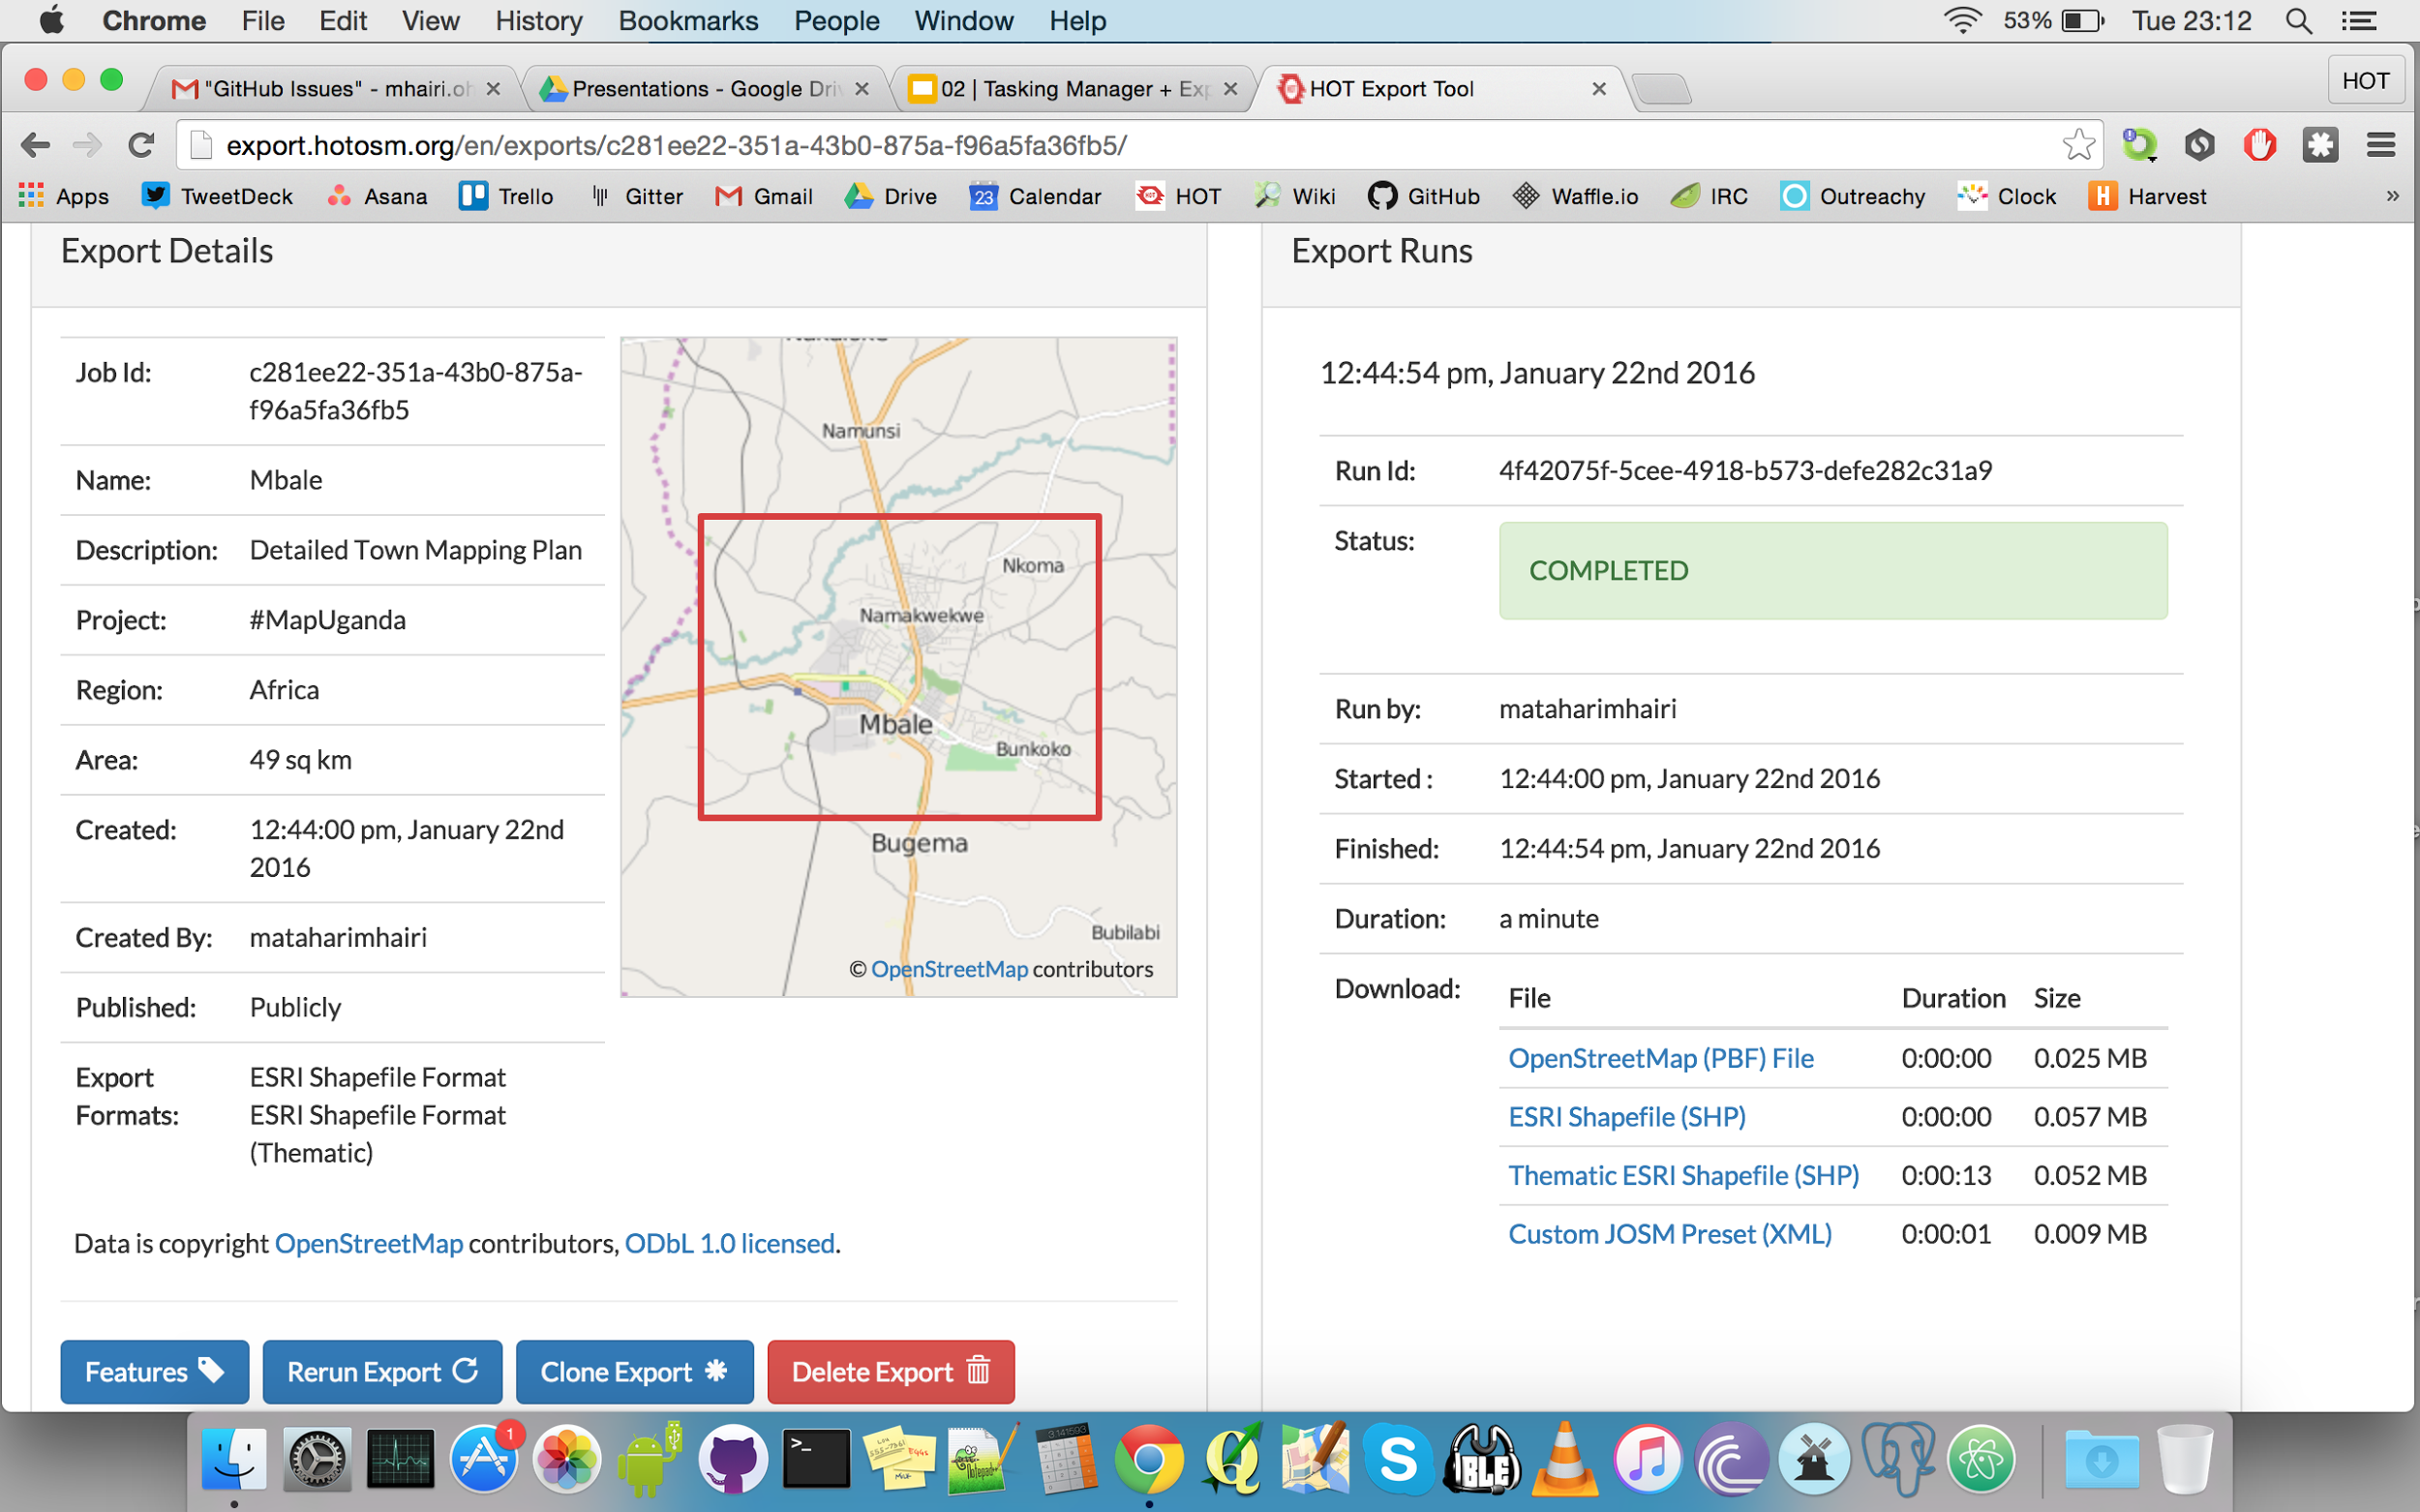 Chrome File Edit View History Bookmarks People Window Help 53% Tue 23:12
"GitHub Issues" - mhairi.oh Presentations - Google Driv 02 | Tasking Manager + Exp HOT Export Tool HOT
export.hotosm.org/en/exports/c281ee22-351a-43b0-875a-f96a5fa36fb5/
Apps TweetDeck Asana Trello Gitter Gmail Drive 23 Calendar HOT Wiki GitHub Waffle.io IRC Outreachy Clock H Harvest »
Export Details
Job Id: c281ee22-351a-43b0-875a-
f96a5fa36fb5
Name: Mbale
Description: Detailed Town Mapping Plan
Project: #MapUganda
Region: Africa
Area: 49 sq km
Created: 12:44:00 pm, January 22nd
2016
Created By: mataharimhairi
Published: Publicly
Export
Formats:
ESRI Shapefile Format
ESRI Shapefile Format
(Thematic)
Namunsi
Nkoma
Namakwekwe
Mbale
Bunkoko
Bugema
Bubilabi
© OpenStreetMap contributors
Data is copyright OpenStreetMap contributors, ODbL 1.0 licensed.
Features Rerun Export Clone Export Delete Export
Export Runs
12:44:54 pm, January 22nd 2016
Run Id: 4f42075f-5cee-4918-b573-defe282c31a9
Status: COMPLETED
Run by: mataharimhairi
Started : 12:44:00 pm, January 22nd 2016
Finished: 12:44:54 pm, January 22nd 2016
Duration: a minute
Download: File Duration Size
OpenStreetMap (PBF) File 0:00:00 0.025 MB
ESRI Shapefile (SHP) 0:00:00 0.057 MB
Thematic ESRI Shapefile (SHP) 0:00:13 0.052 MB
Custom JOSM Preset (XML) 0:00:01 0.009 MB
1
3.141593
IBLE